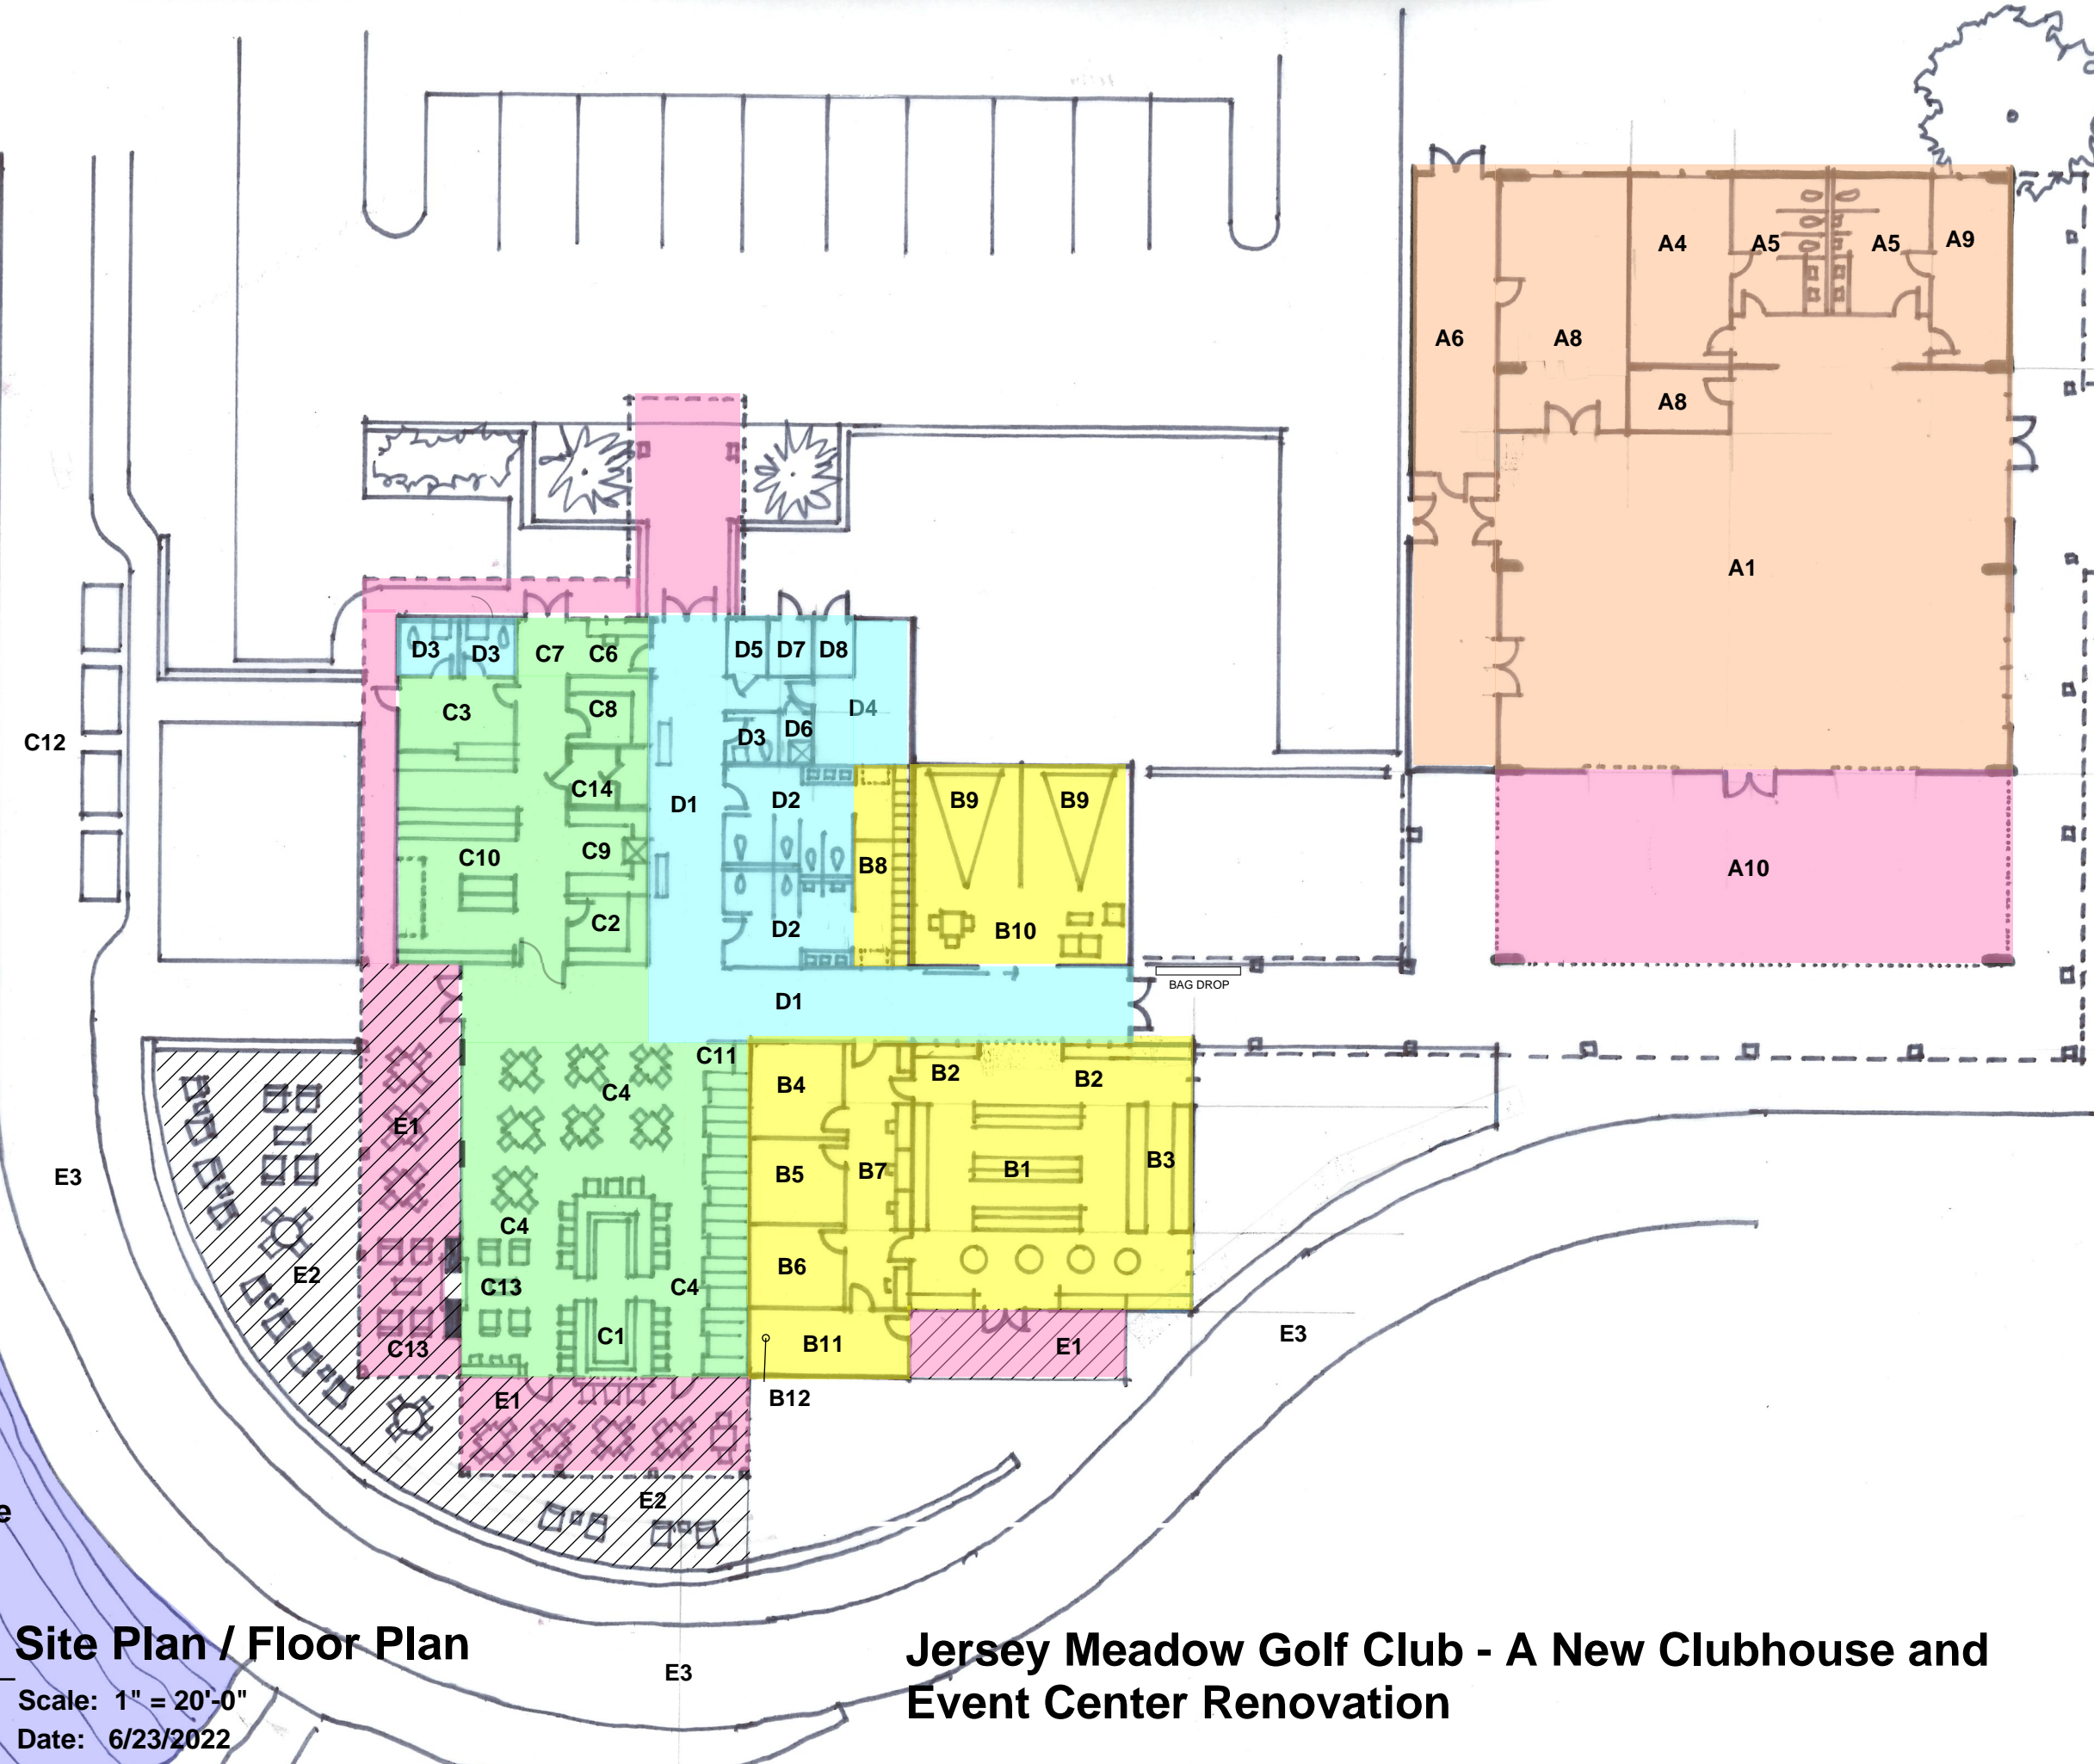 A4
A5
A5
A9
A6
A8
A8
A1
A10
D3
D3
C7
C6
D5
D7
D8
C3
C8
D3
D6
D4
C12
C14
D1
D2
B9
B9
C10
C9
B8
C2
D2
B10
BAG DROP
D1
C11
B4
B2
B2
C4
E1
B5
B7
B1
B3
E3
C4
B6
E2
C13
C4
C13
C1
B11
E1
E3
E1
B12
E2
e
Site Plan / Floor Plan
Scale: 1" = 20'-0"
Date: 6/23/2022
E3
Jersey Meadow Golf Club - A New Clubhouse and
Event Center Renovation